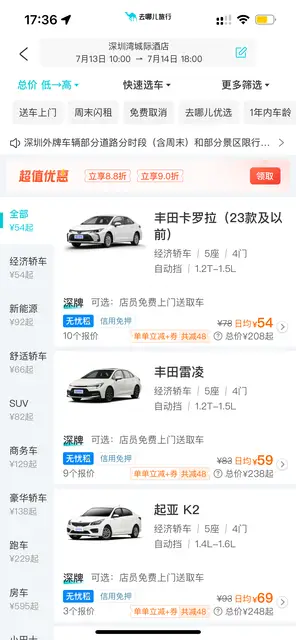 17:36
去哪儿旅行
深圳湾城际酒店
7月13日 10:00 → 7月14日 18:00
总价 低→高
快速选车
更多筛选
送车上门
周末闪租
免费取消
去哪儿优选
1年内车龄
深圳外牌车辆部分道路分时段（含周末）和部分景区限行...
超值优惠
立享8.8折
立享9.0折
领取
全部
¥54起
经济轿车
¥54起
新能源
¥92起
舒适轿车
¥66起
SUV
¥82起
商务车
¥129起
豪华轿车
¥138起
跑车
¥229起
房车
¥595起
小巴士
丰田卡罗拉（23款及以前）
经济轿车｜5座｜4门
自动挡｜1.2T-1.5L
深牌 可选：店员免费上门送取车
无忧租 信用免押
¥78 日均¥54
10个报价
单单立减+券 共减48
总价¥208起
丰田雷凌
经济轿车｜5座｜4门
自动挡｜1.2T-1.5L
深牌 可选：店员免费上门送取车
无忧租 信用免押
¥83 日均¥59
9个报价
单单立减+券 共减48
总价¥238起
起亚 K2
经济轿车｜5座｜4门
自动挡｜1.4L-1.6L
深牌 可选：店员免费上门送取车
无忧租 信用免押
¥93 日均¥69
3个报价
单单立减+券 共减48
总价¥248起